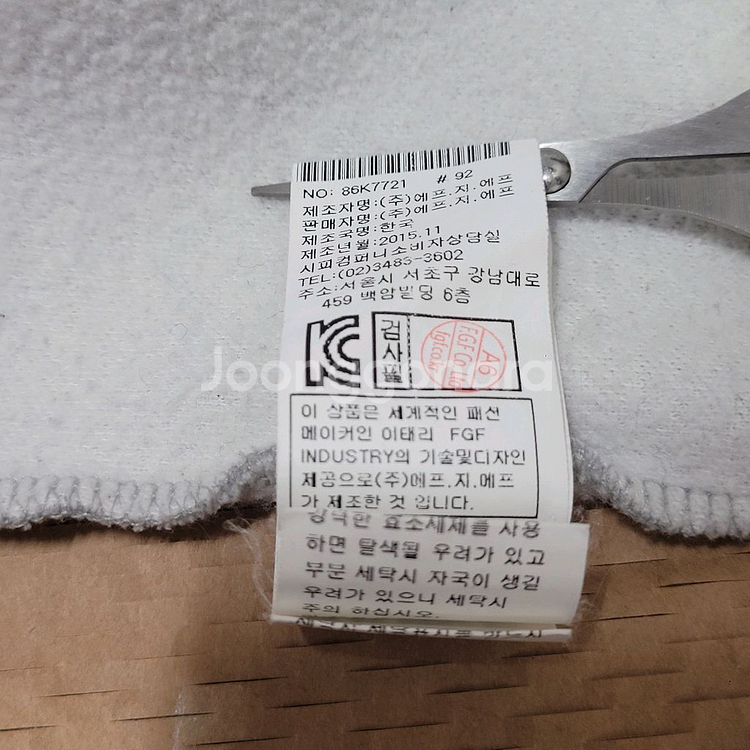 NO: 86K7721 # 92
제조자명:(주)에프.지.에프
판매자명:(주)에프.지.에프
제조국명:한국
제조년월:2015.11
시피컴퍼니소비자상담실
TEL:(02)3483-3602
주소:서울시 서초구 강남대로
459 백암빌딩 6층
KC
검사필
A6
FGF Co., Ltd
Joonggonara
이 상품은 세계적인 패션
메이커인 이태리 FGF
INDUSTRY의 기술및디자인
제공으로(주)에프.지.에프
가 제조한 것 입니다.
효소세제를 사용
하면 탈색될 우려가 있고
부분 세탁시 자국이 생길
우려가 있으니 세탁시
주의 하십시오.